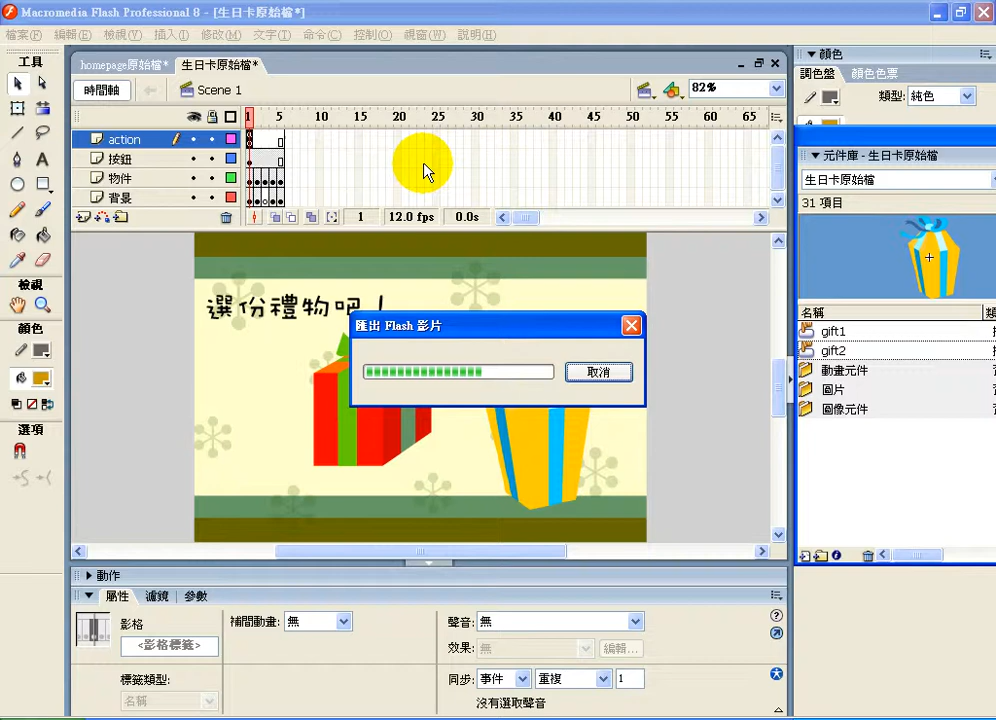 Macromedia Flash Professional 8 - [生日卡原始檔*]
檔案(F) 編輯(E) 檢視(V) 插入(I) 修改(M) 文字(T) 命令(C) 控制(O) 視窗(W) 說明(H)
工具
檢視
顏色
選項
homepage原始檔* 生日卡原始檔*
時間軸 Scene 1 82%
1 5 10 15 20 25 30 35 40 45 50 55 60 65
action
按鈕
物件
背景
1 12.0 fps 0.0s
選份禮物吧！
匯出 Flash 影片
取消
動作
屬性 濾鏡 參數
影格
<影格標籤>
標籤類型:
名稱
補間動畫: 無
聲音: 無
效果: 無 編輯...
同步: 事件 重複 1
沒有選取聲音
顏色
調色盤 顏色色票
類型: 純色
元件庫 - 生日卡原始檔
生日卡原始檔
31 項目
名稱
gift1
gift2
動畫元件
圖片
圖像元件